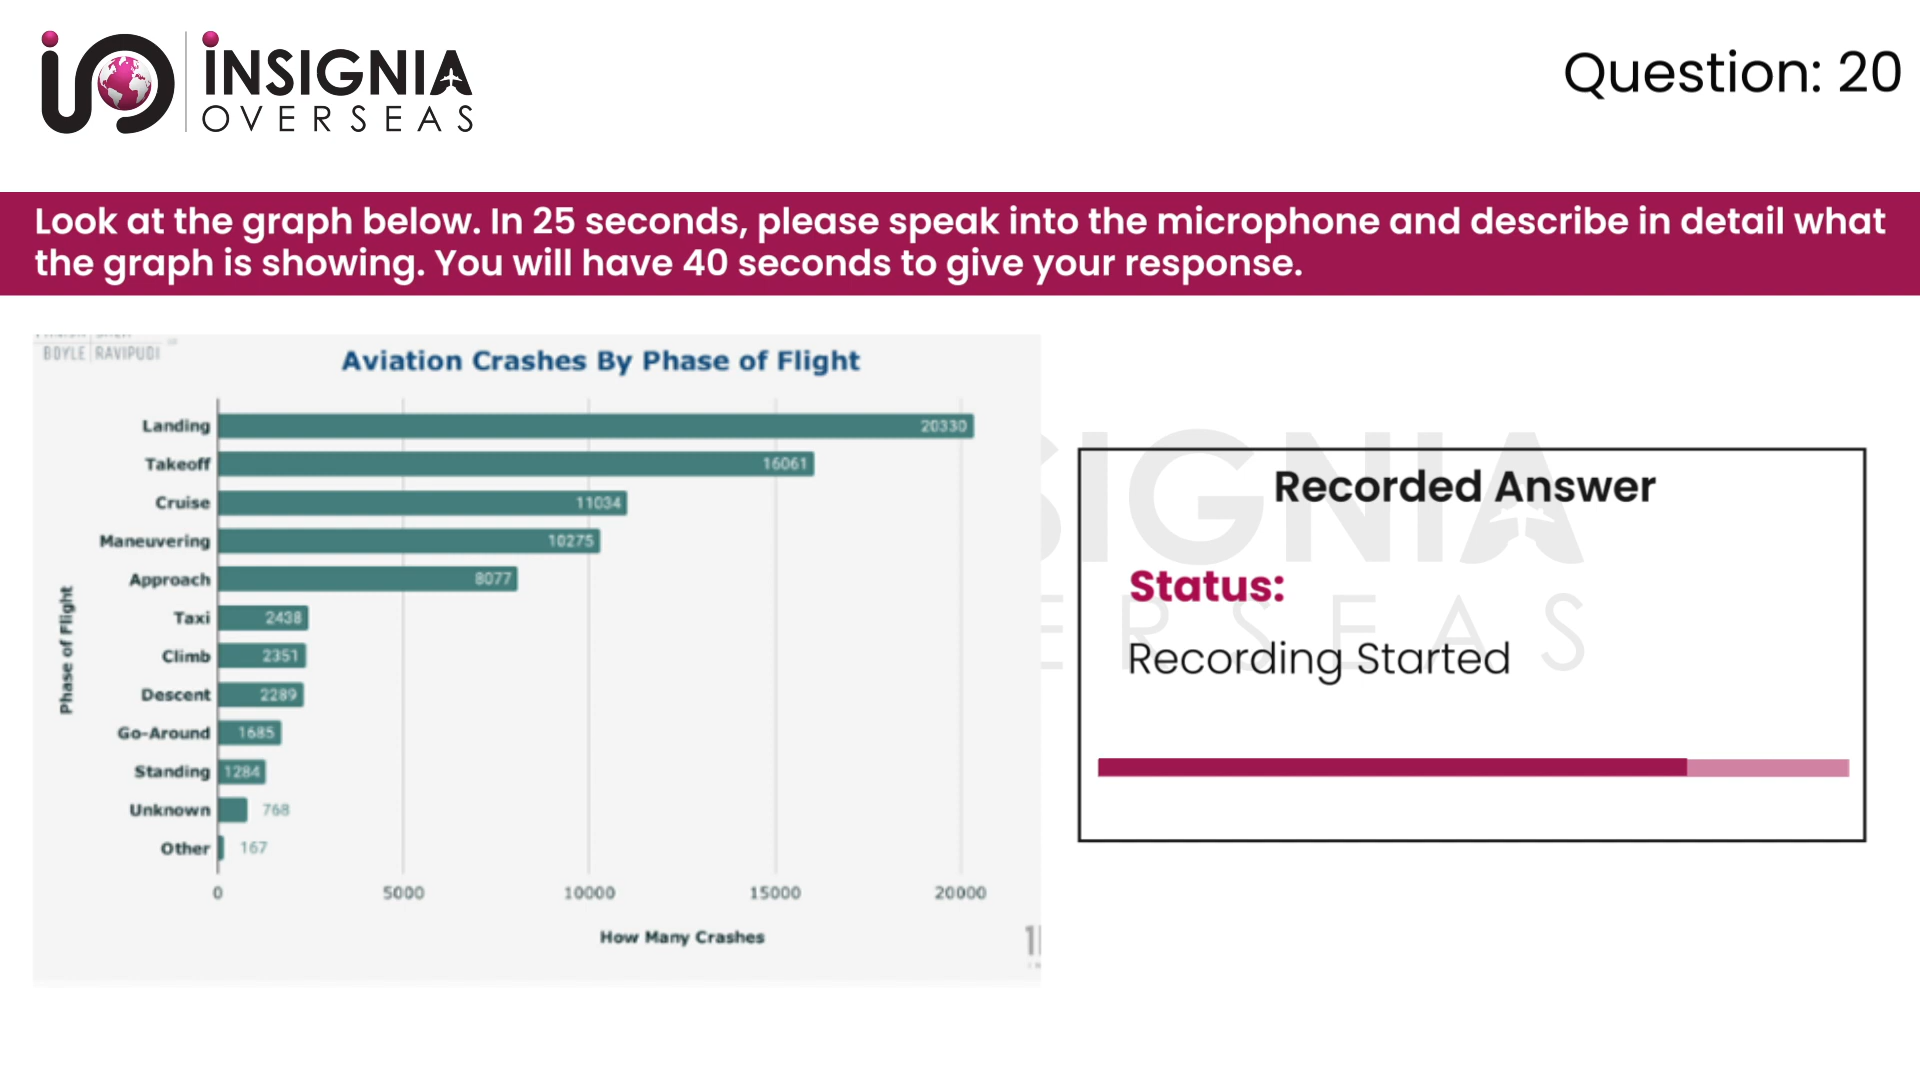 INSIGNIA
OVERSEAS
Question: 20
Look at the graph below. In 25 seconds, please speak into the microphone and describe in detail what
the graph is showing. You will have 40 seconds to give your response.
BOYLE RAVIPUDI
Aviation Crashes By Phase of Flight
Phase of Flight
Landing 20330
Takeoff 16061
Cruise 11034
Maneuvering 10275
Approach 8077
Taxi 2438
Climb 2351
Descent 2289
Go-Around 1685
Standing 1284
Unknown 768
Other 167
0 5000 10000 15000 20000
How Many Crashes
Recorded Answer
Status:
Recording Started